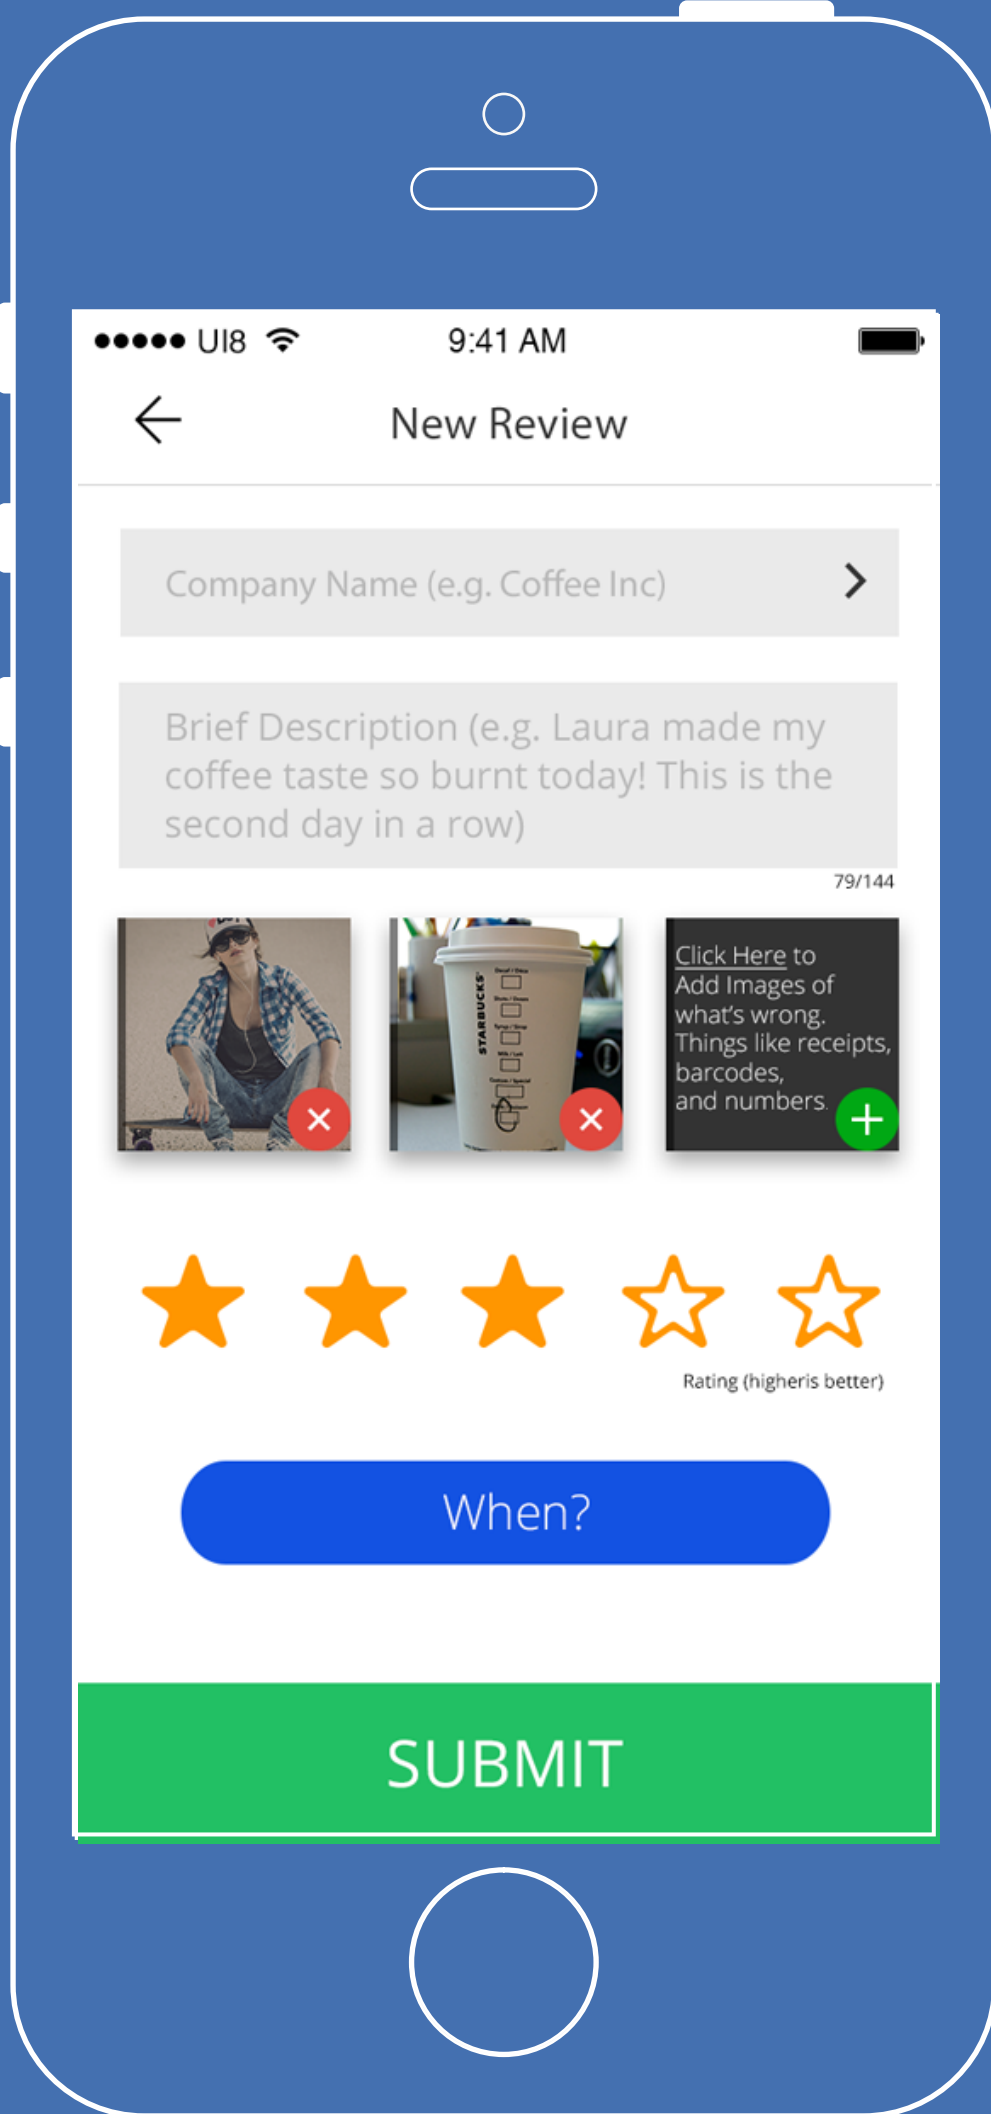 UI8 9:41 AM
New Review
Company Name (e.g. Coffee Inc)
Brief Description (e.g. Laura made my
coffee taste so burnt today! This is the
second day in a row)
79/144
STARBUCKS
Click Here to
Add Images of
what's wrong.
Things like receipts,
barcodes,
and numbers.
Rating (higheris better)
When?
SUBMIT